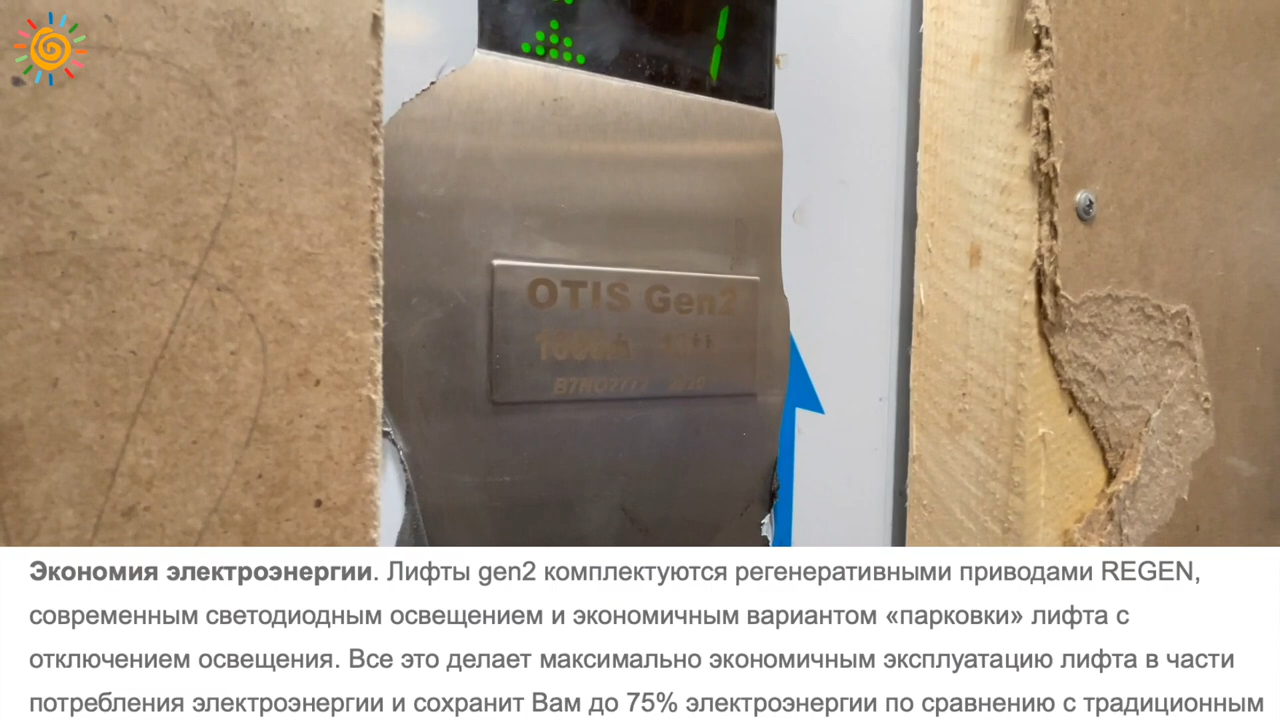 1
OTIS Gen2
Экономия электроэнергии. Лифты gen2 комплектуются регенеративными приводами REGEN,
современным светодиодным освещением и экономичным вариантом «парковки» лифта с
отключением освещения. Все это делает максимально экономичным эксплуатацию лифта в части
потребления электроэнергии и сохранит Вам до 75% электроэнергии по сравнению с традиционным